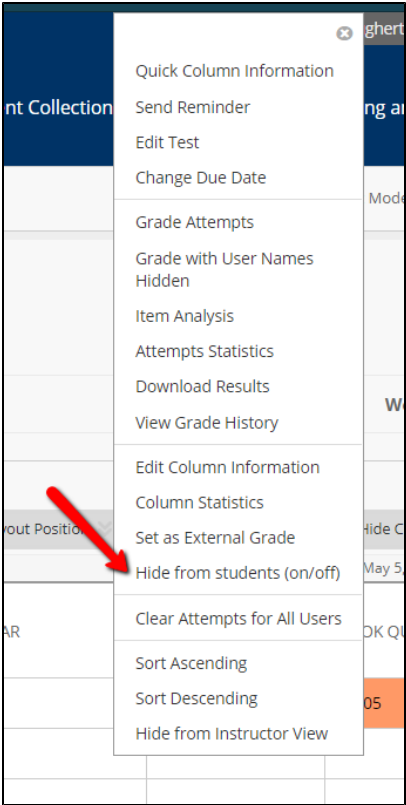 ghert
nt Collection
ng a
Mode
Quick Column Information
Send Reminder
Edit Test
Change Due Date
Grade Attempts
Grade with User Names
Hidden
Item Analysis
Attempts Statistics
Download Results
View Grade History
W
Edit Column Information
Column Statistics
Set as External Grade
Hide from students (on/off)
yout Position
Hide C
May 5,
Clear Attempts for All Users
AR
OK QU
Sort Ascending
Sort Descending
05
Hide from Instructor View